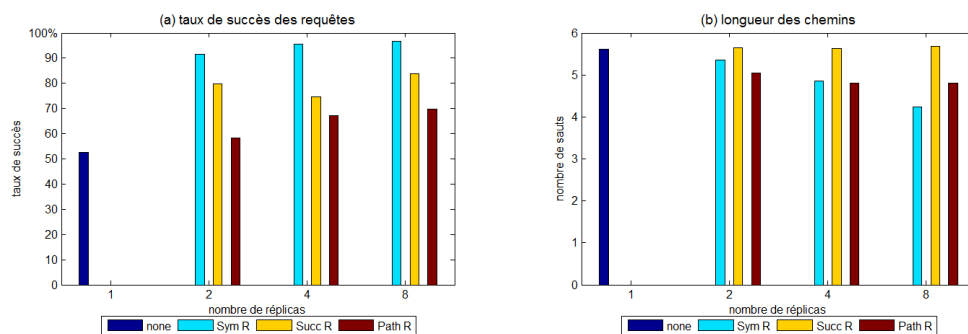 (a) taux de succès des requêtes
100%
90
80
70
60
50
40
30
20
10
0
taux de succès
1 2 4 8
nombre de réplicas
none Sym R Succ R Path R
(b) longueur des chemins
6
5
4
3
2
1
0
nombre de sauts
1 2 4 8
nombre de réplicas
none Sym R Succ R Path R